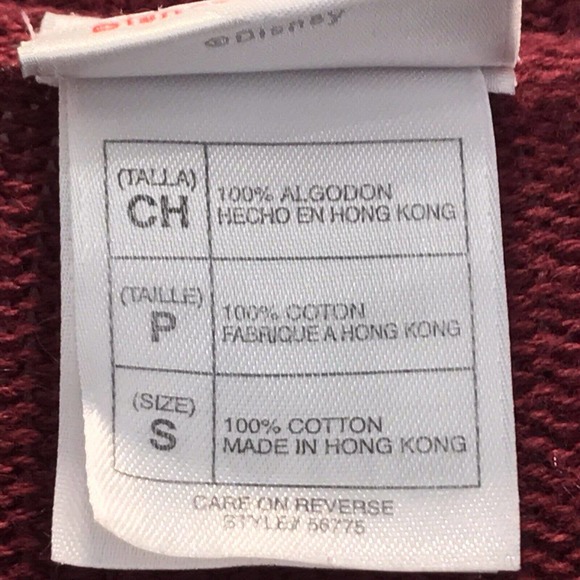 ©Disney
(TALLA)
CH
100% ALGODON
HECHO EN HONG KONG
(TAILLE)
P
100% COTON
FABRIQUE A HONG KONG
(SIZE)
S
100% COTTON
MADE IN HONG KONG
CARE ON REVERSE
STYLE# 56775